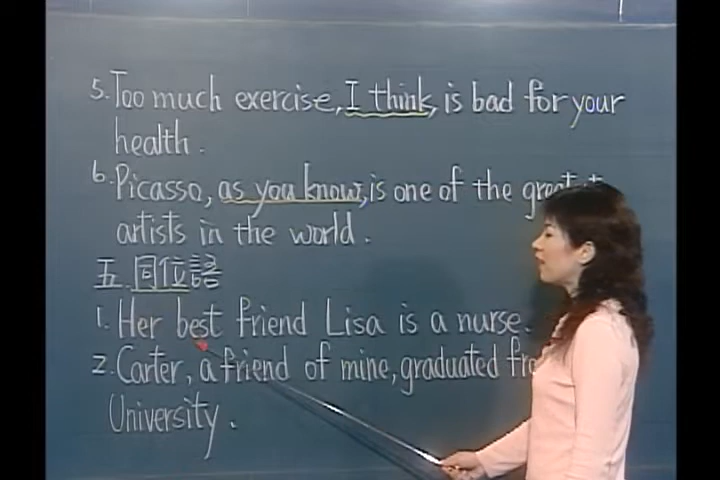 5. Too much exercise, I think, is bad for your
health.
6. Picasso, as you know, is one of the greatest
artists in the world.
五 同位語
1. Her best friend Lisa is a nurse.
2. Carter, a friend of mine, graduated
University.